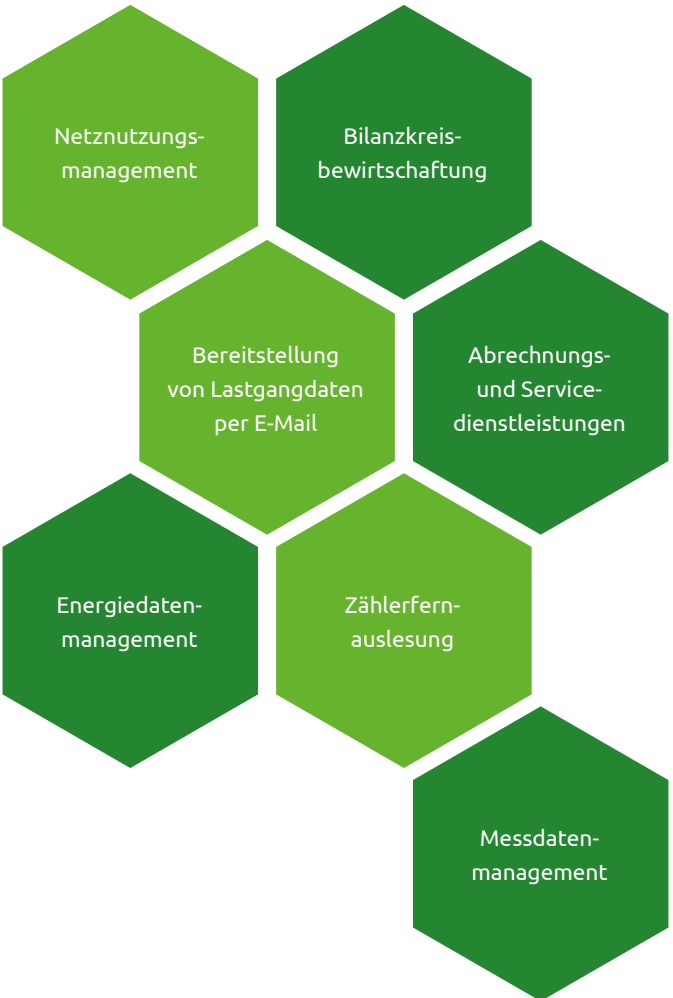 Netznutzungs-
management
Bilanzkreis-
bewirtschaftung
Bereitstellung
von Lastgangdaten
per E-Mail
Abrechnungs-
und Service-
dienstleistungen
Energiedaten-
management
Zählerfern-
auslesung
Messdaten-
management